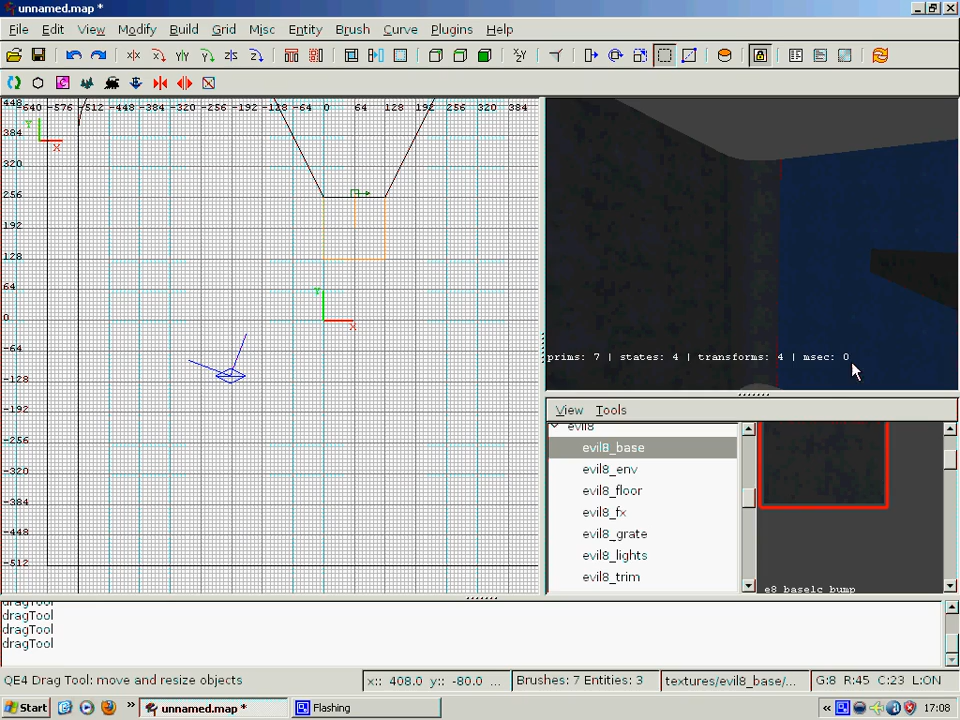 unnamed.map *
File Edit View Modify Build Grid Misc Entity Brush Curve Plugins Help
448 -640 -576 -512 -448 -384 -320 -256 -192 -128 -64 0 64 128 192 256 320 384
Y
384
X
320
256
192
128
64
Y
0
X
-64
-128
-192
-256
-320
-384
-448
-512
prims: 7 | states: 4 | transforms: 4 | msec: 0
View Tools
evil8
evil8_base
evil8_env
evil8_floor
evil8_fx
evil8_grate
evil8_lights
evil8_trim
e8_baselc_bump
dragTool
dragTool
dragTool
dragTool
QE4 Drag Tool: move and resize objects x:: 408.0 y:: -80.0 ... Brushes: 7 Entities: 3 textures/evil8_base/... G:8 R:45 C:23 L:ON
Start » unnamed.map * Flashing « 17:08